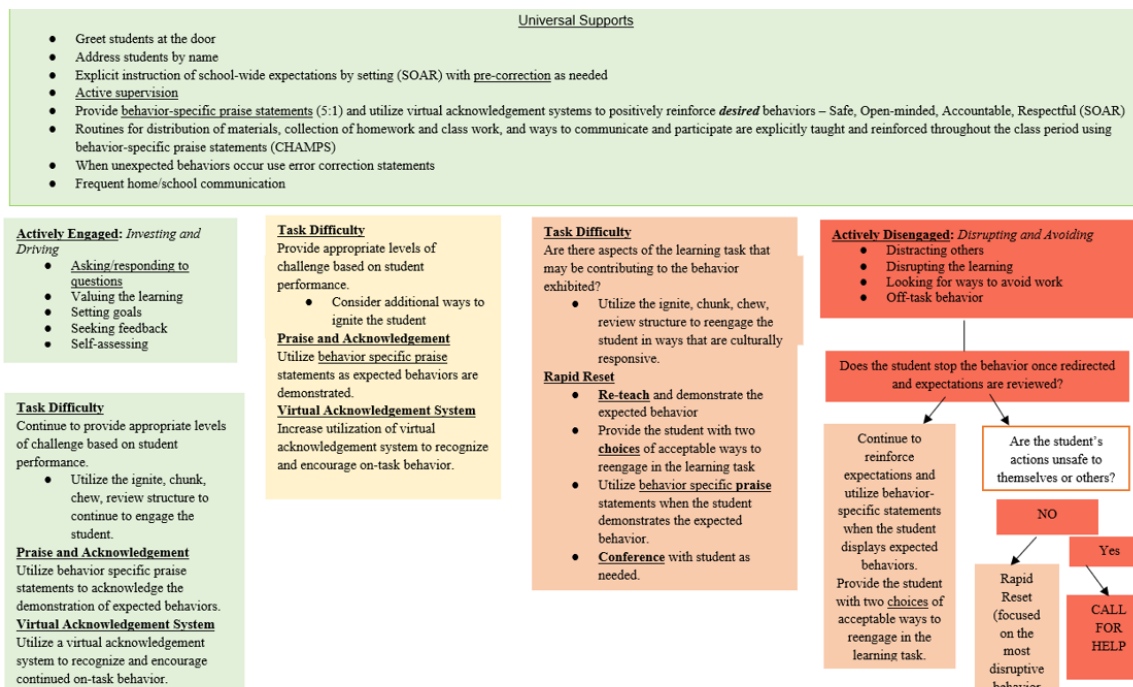 Universal Supports
● Greet students at the door
● Address students by name
● Explicit instruction of school-wide expectations by setting (SOAR) with pre-correction as needed
● Active supervision
● Provide behavior-specific praise statements (5:1) and utilize virtual acknowledgement systems to positively reinforce desired behaviors – Safe, Open-minded, Accountable, Respectful (SOAR)
● Routines for distribution of materials, collection of homework and class work, and ways to communicate and participate are explicitly taught and reinforced throughout the class period using
behavior-specific praise statements (CHAMPS)
● When unexpected behaviors occur use error correction statements
● Frequent home/school communication
Actively Engaged: Investing and
Driving
● Asking/responding to
questions
● Valuing the learning
● Setting goals
● Seeking feedback
● Self-assessing
Task Difficulty
Continue to provide appropriate levels
of challenge based on student
performance.
● Utilize the ignite, chunk,
chew, review structure to
continue to engage the
student.
Praise and Acknowledgement
Utilize behavior specific praise
statements to acknowledge the
demonstration of expected behaviors.
Virtual Acknowledgement System
Utilize a virtual acknowledgement
system to recognize and encourage
continued on-task behavior.
Task Difficulty
Provide appropriate levels of
challenge based on student
performance.
● Consider additional ways to
ignite the student
Praise and Acknowledgement
Utilize behavior specific praise
statements as expected behaviors are
demonstrated.
Virtual Acknowledgement System
Increase utilization of virtual
acknowledgement system to recognize
and encourage on-task behavior.
Task Difficulty
Are there aspects of the learning task that
may be contributing to the behavior
exhibited?
● Utilize the ignite, chunk, chew,
review structure to reengage the
student in ways that are culturally
responsive.
Rapid Reset
● Re-teach and demonstrate the
expected behavior
● Provide the student with two
choices of acceptable ways to
reengage in the learning task
● Utilize behavior specific praise
statements when the student
demonstrates the expected
behavior.
● Conference with student as
needed.
Actively Disengaged: Disrupting and Avoiding
● Distracting others
● Disrupting the learning
● Looking for ways to avoid work
● Off-task behavior
Does the student stop the behavior once redirected
and expectations are reviewed?
Continue to
reinforce
expectations and
utilize behavior-
specific statements
when the student
displays expected
behaviors.
Provide the student
with two choices of
acceptable ways to
reengage in the
learning task.
Are the student's
actions unsafe to
themselves or others?
NO
Yes
Rapid
Reset
(focused
on the
most
disruptive
behavior
CALL
FOR
HELP